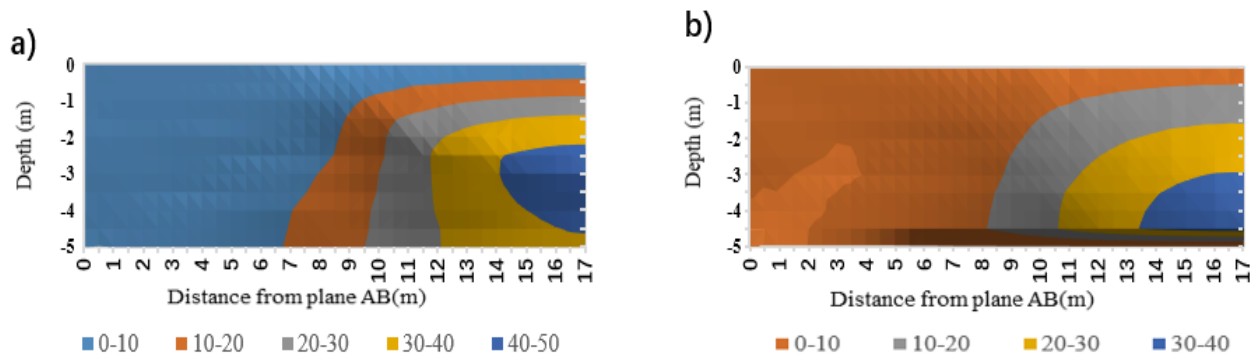 a)
0
-1
-2
-3
-4
-5
Depth (m)
0 1 2 3 4 5 6 7 8 9 10 11 12 13 14 15 16 17
Distance from plane AB(m)
0-10 10-20 20-30 30-40 40-50
b)
0
-1
-2
-3
-4
-5
Depth (m)
0 1 2 3 4 5 6 7 8 9 10 11 12 13 14 15 16 17
Distance from plane AB(m)
0-10 10-20 20-30 30-40